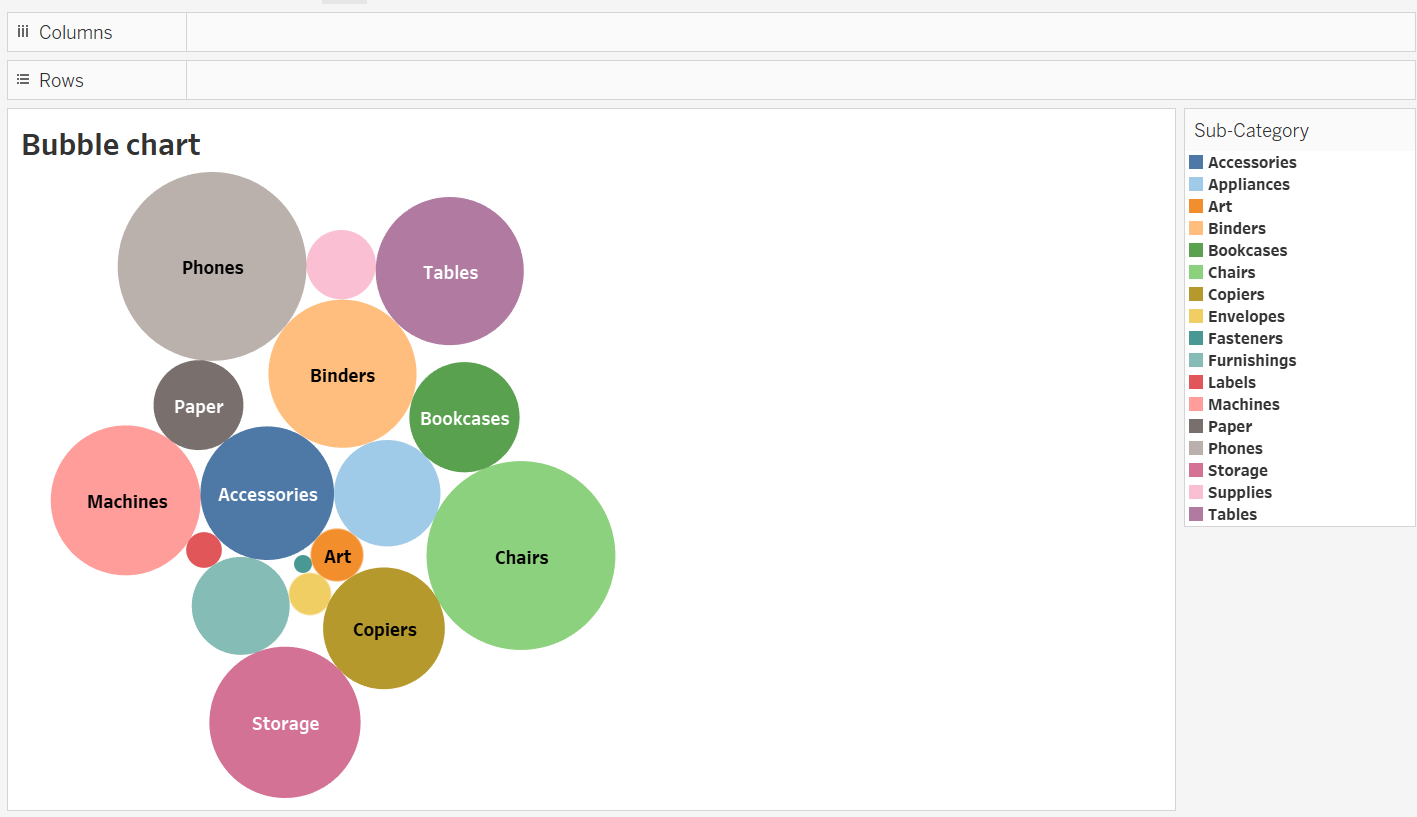 Columns
Rows
Bubble chart
Phones
Tables
Binders
Paper
Bookcases
Machines
Accessories
Art
Chairs
Copiers
Storage
Sub-Category
Accessories
Appliances
Art
Binders
Bookcases
Chairs
Copiers
Envelopes
Fasteners
Furnishings
Labels
Machines
Paper
Phones
Storage
Supplies
Tables